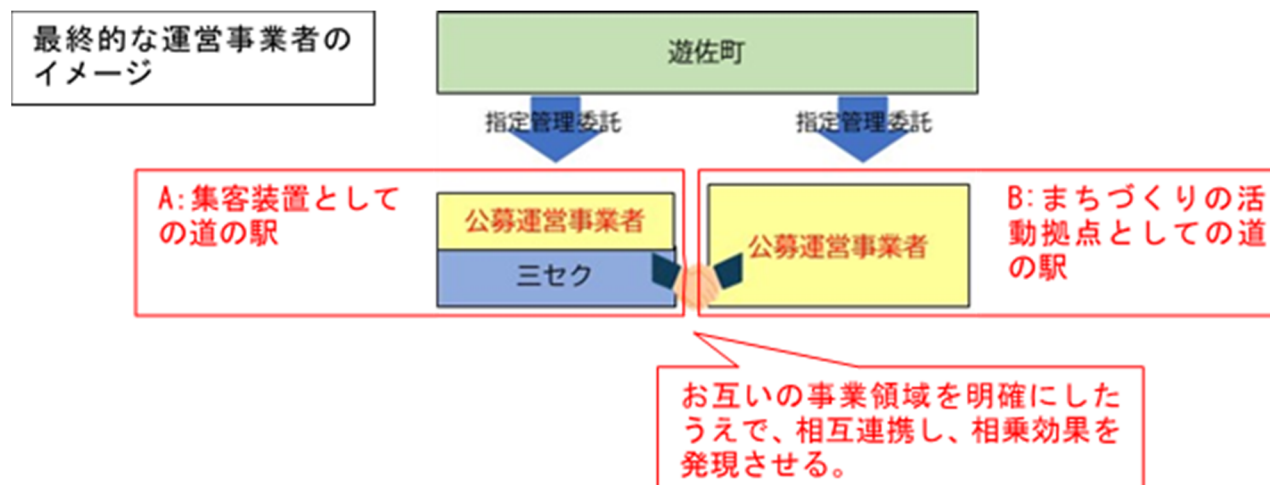 最終的な運営事業者の
イメージ
遊佐町
指定管理委託
指定管理委託
A:集客装置として
の道の駅
公募運営事業者
三セク
公募運営事業者
B:まちづくりの活
動拠点としての道
の駅
お互いの事業領域を明確にした
うえで、相互連携し、相乗効果を
発現させる。